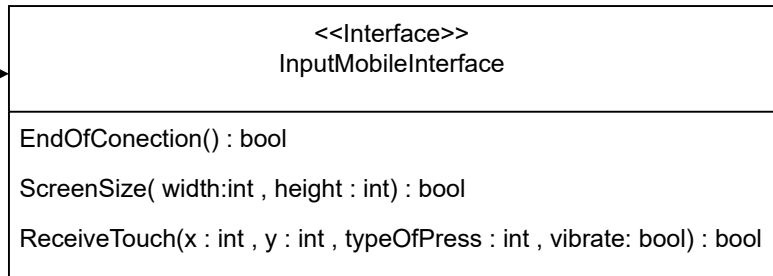 <<Interface>>
InputMobileInterface
EndOfConection() : bool
ScreenSize( width:int , height : int) : bool
ReceiveTouch(x : int , y : int , typeOfPress : int , vibrate: bool) : bool